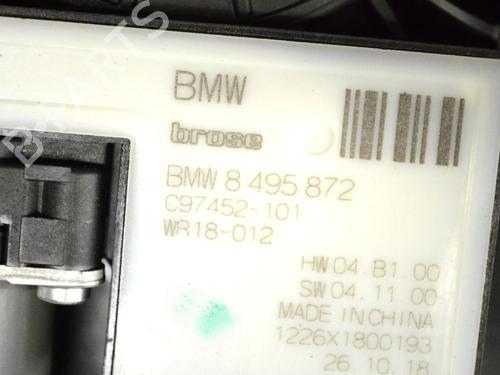 BMW
brose
BMW 8 495 872
C97452-101
WR18-012
HW 04.B1.00
SW 04.11.00
MADE IN CHINA
1226X1800193
26.10.18
B-PARTS